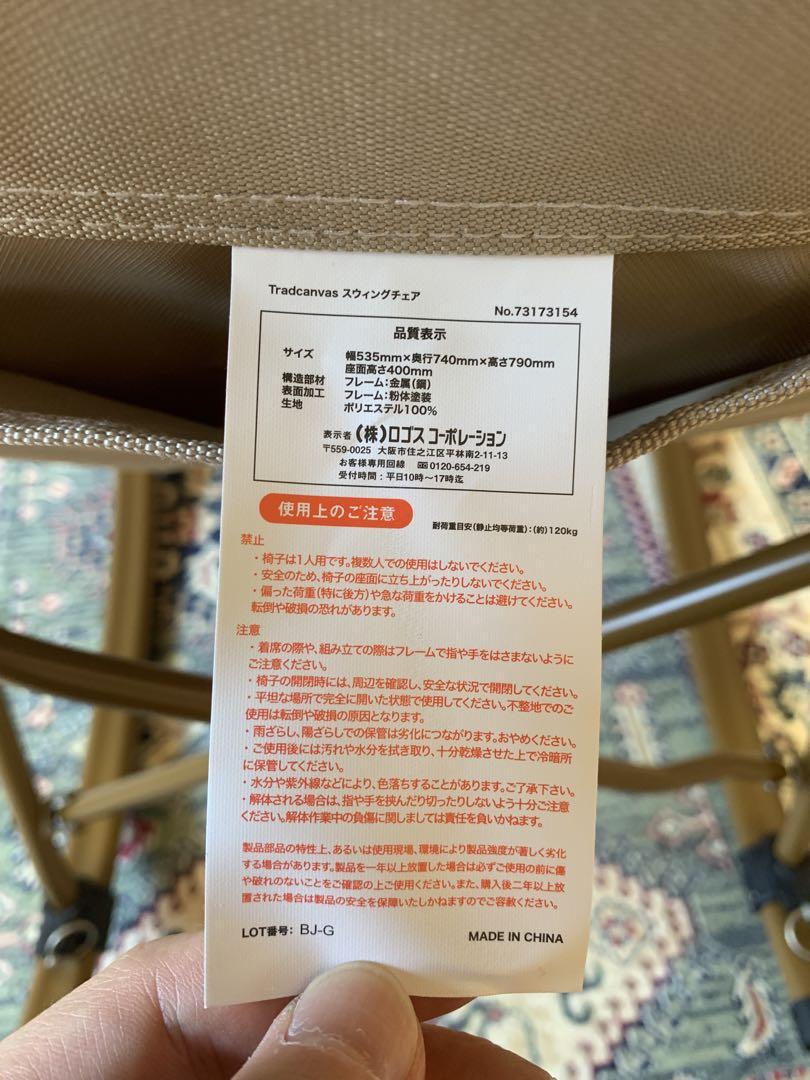 Tradcanvas スウィングチェア
No.73173154
品質表示
サイズ 幅535mm×奥行740mm×高さ790mm
座面高さ400mm
構造部材 フレーム:金属(鋼)
表面加工 フレーム:粉体塗装
生地 ポリエステル100%
表示者 (株)ロゴス コーポレーション
〒559-0025 大阪市住之江区平林南2-11-13
お客様専用回線 0120-654-219
受付時間:平日10時〜17時迄
使用上のご注意
耐荷重目安(静止均等荷重):(約)120kg
禁止
・椅子は1人用です。複数人での使用はしないでください。
・安全のため、椅子の座面に立ち上がったりしないでください。
・偏った荷重(特に後方)や急な荷重をかけることは避けてください。
転倒や破損の恐れがあります。
注意
・着席の際や、組み立ての際はフレームで指や手をはさまないように
ご注意ください。
・椅子の開閉時には、周辺を確認し、安全な状況で開閉してください。
・平坦な場所で完全に開いた状態で使用してください。不整地でのご
使用は転倒や破損の原因となります。
・雨ざらし、陽ざらしでの保管は劣化につながります。おやめください。
・ご使用後には汚れや水分を拭き取り、十分乾燥させた上で冷暗所
に保管してください。
・水分や紫外線などにより、色落ちすることがあります。ご了承下さい。
・解体される場合は、指や手を挟んだり切ったりしないよう十分ご注意
ください。解体作業中の負傷に関しましては責任を負いかねます。
製品部品の特性上、あるいは使用現場、環境により製品強度が著しく劣化
する場合があります。製品を一年以上放置した場合は必ずご使用の前に傷
や破れのないことをご確認の上ご使用ください。また、購入後二年以上放
置された場合は製品の安全を保障いたしかねますのでご容赦ください。
LOT番号: BJ-G
MADE IN CHINA